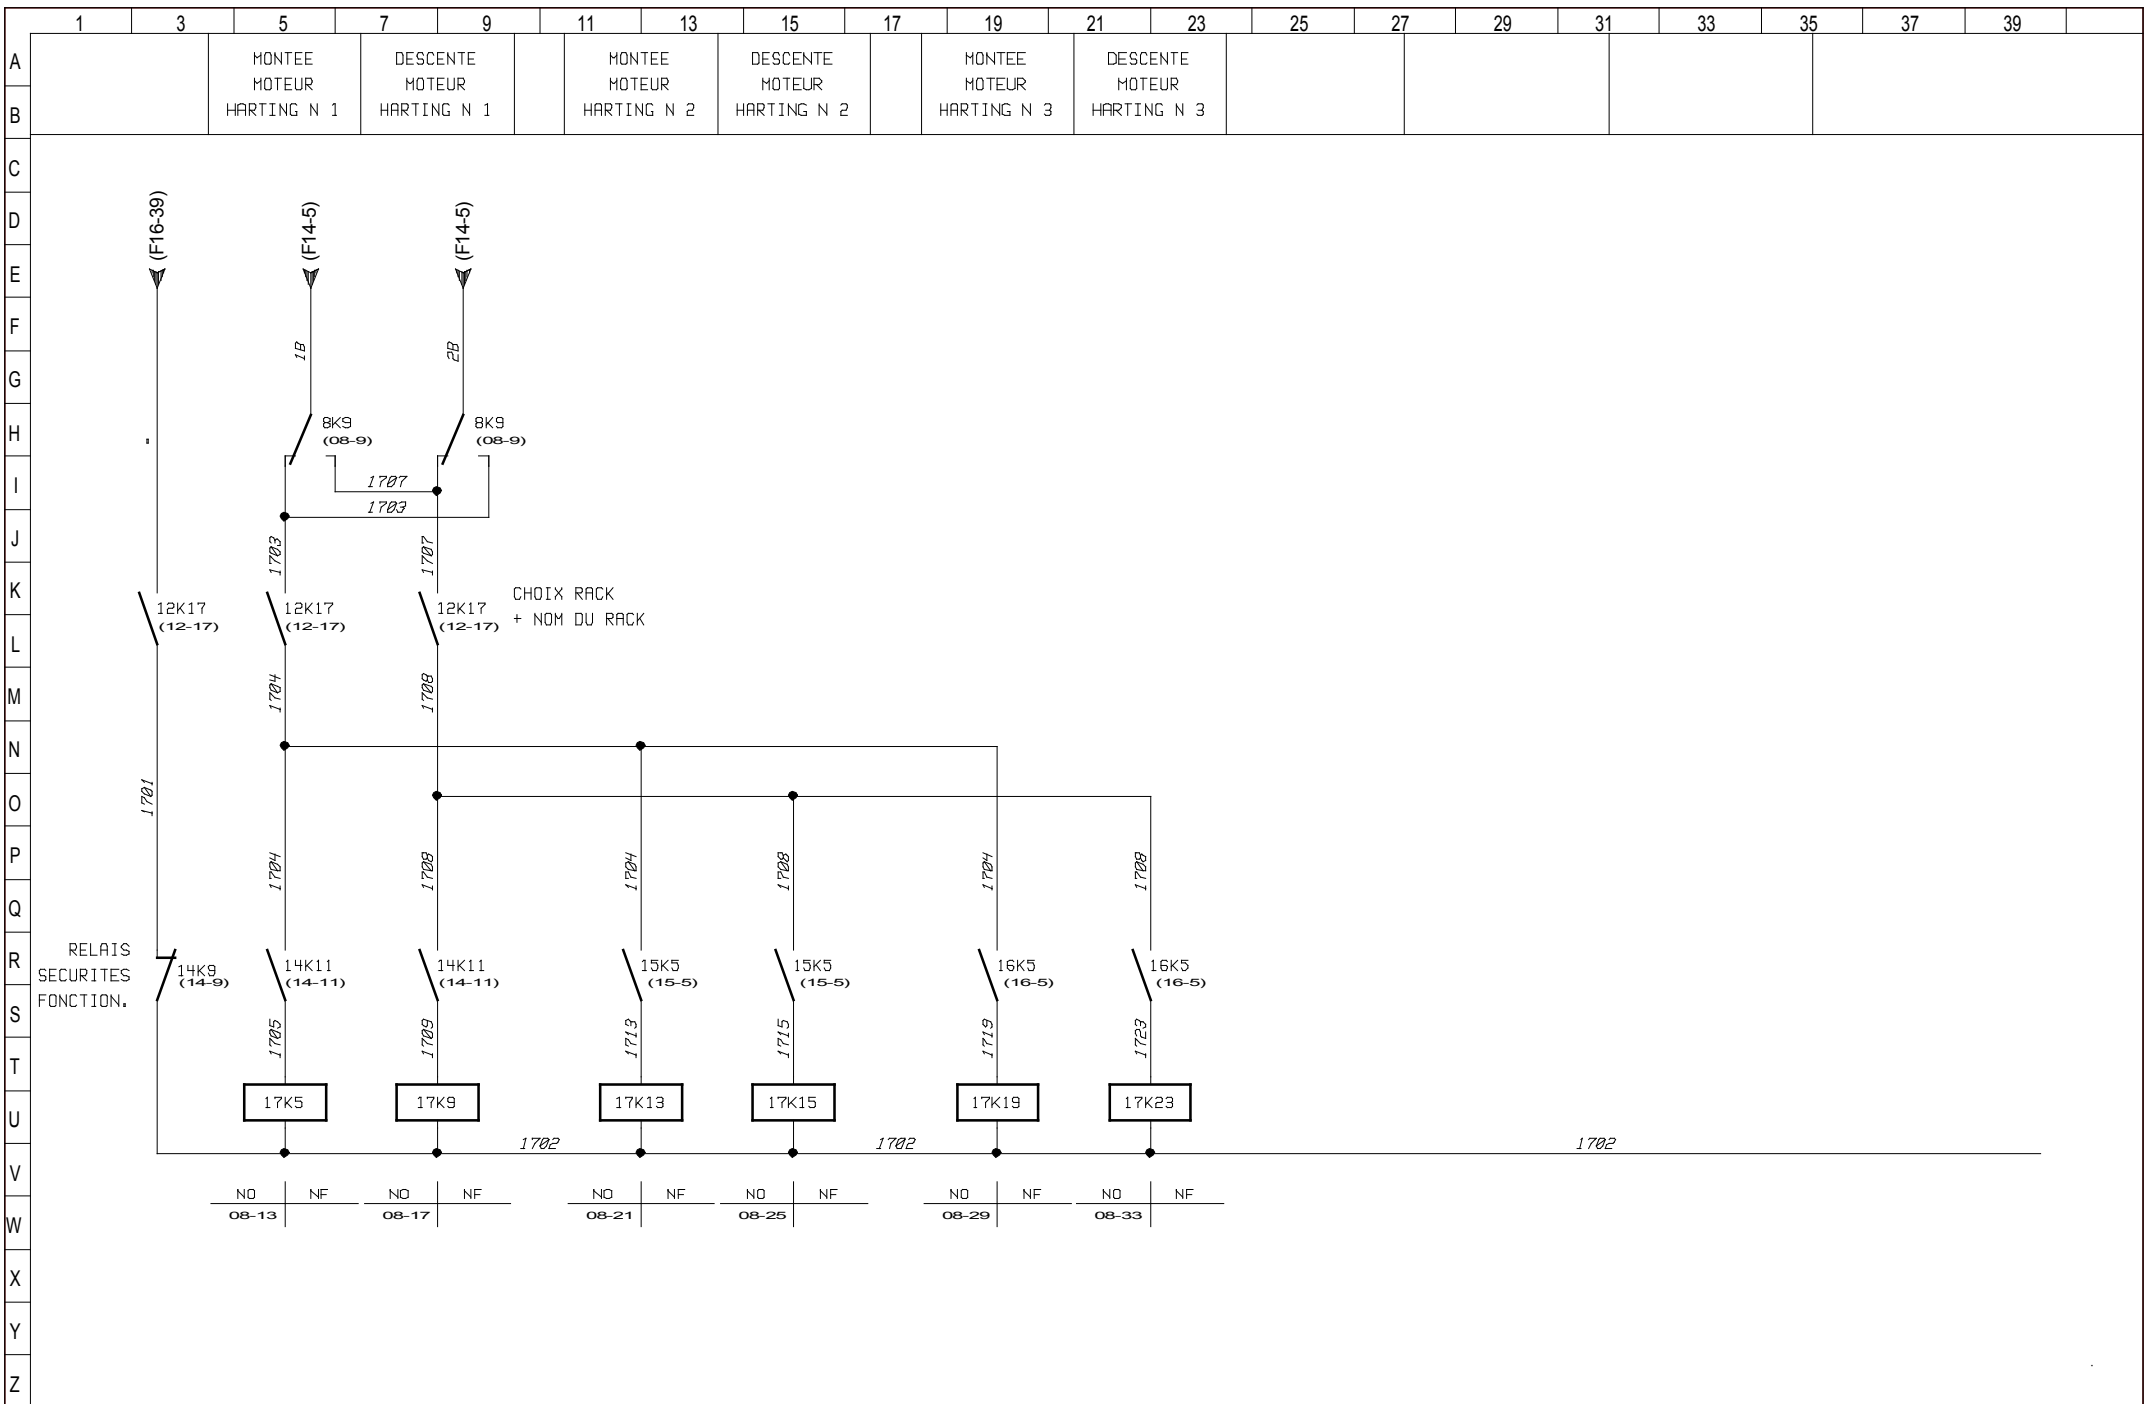 1 3 5 7 9 11 13 15 17 19 21 23 25 27 29 31 33 35 37 39
A
B
C
D
E
F
G
H
I
J
K
L
M
N
O
P
Q
R
S
T
U
V
W
X
Y
Z
MONTEE
MOTEUR
HARTING N 1
DESCENTE
MOTEUR
HARTING N 1
MONTEE
MOTEUR
HARTING N 2
DESCENTE
MOTEUR
HARTING N 2
MONTEE
MOTEUR
HARTING N 3
DESCENTE
MOTEUR
HARTING N 3
(F16-39)
(F14-5)
(F14-5)
1B
2B
8K9
(08-9)
8K9
(08-9)
1707
1703
1703
1707
12K17
(12-17)
12K17
(12-17)
12K17
(12-17)
CHOIX RACK
+ NOM DU RACK
1704
1708
1701
1704
1708
1704
1708
1704
1708
RELAIS
SECURITES
FONCTION.
14K9
(14-9)
14K11
(14-11)
14K11
(14-11)
15K5
(15-5)
15K5
(15-5)
16K5
(16-5)
16K5
(16-5)
1705
1709
1713
1715
1719
1723
17K5
17K9
17K13
17K15
17K19
17K23
1702
1702
1702
NO NF
08-13
NO NF
08-17
NO NF
08-21
NO NF
08-25
NO NF
08-29
NO NF
08-33